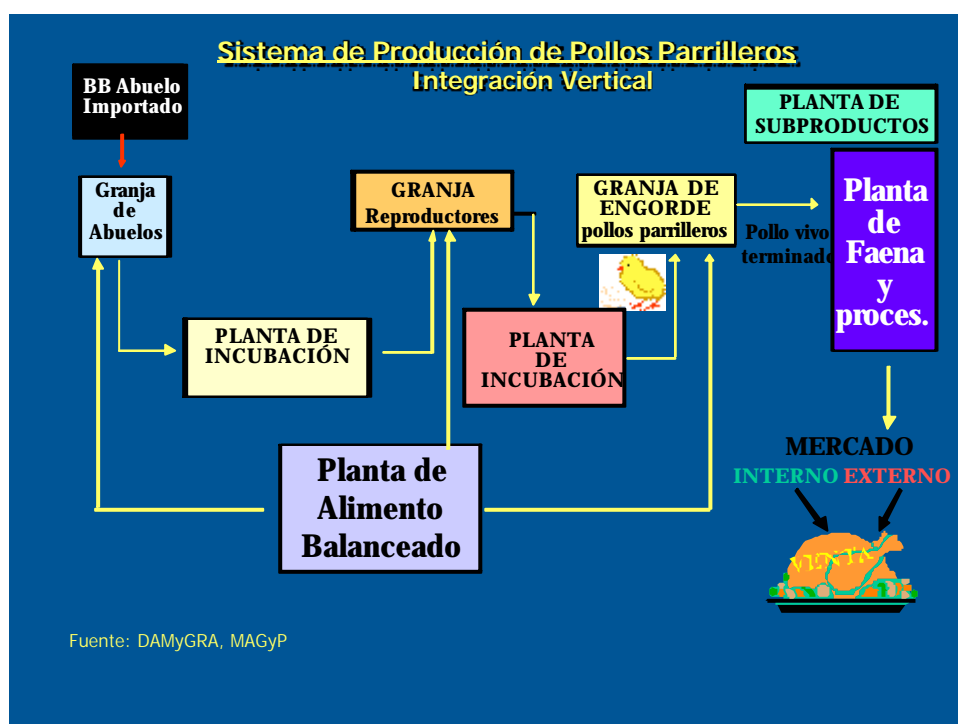 Sistema de Producción de Pollos Parrilleros
Integración Vertical
BB Abuelo
Importado
PLANTA DE
SUBPRODUCTOS
Granja
de
Abuelos
GRANJA
Reproductores
GRANJA DE
ENGORDE
pollos parrilleros
Pollo vivo
terminado
Planta
de
Faena
y
proces.
PLANTA DE
INCUBACIÓN
PLANTA
DE
INCUBACIÓN
Planta de
Alimento
Balanceado
MERCADO
INTERNO EXTERNO
VENTA
Fuente: DAMyGRA, MAGyP